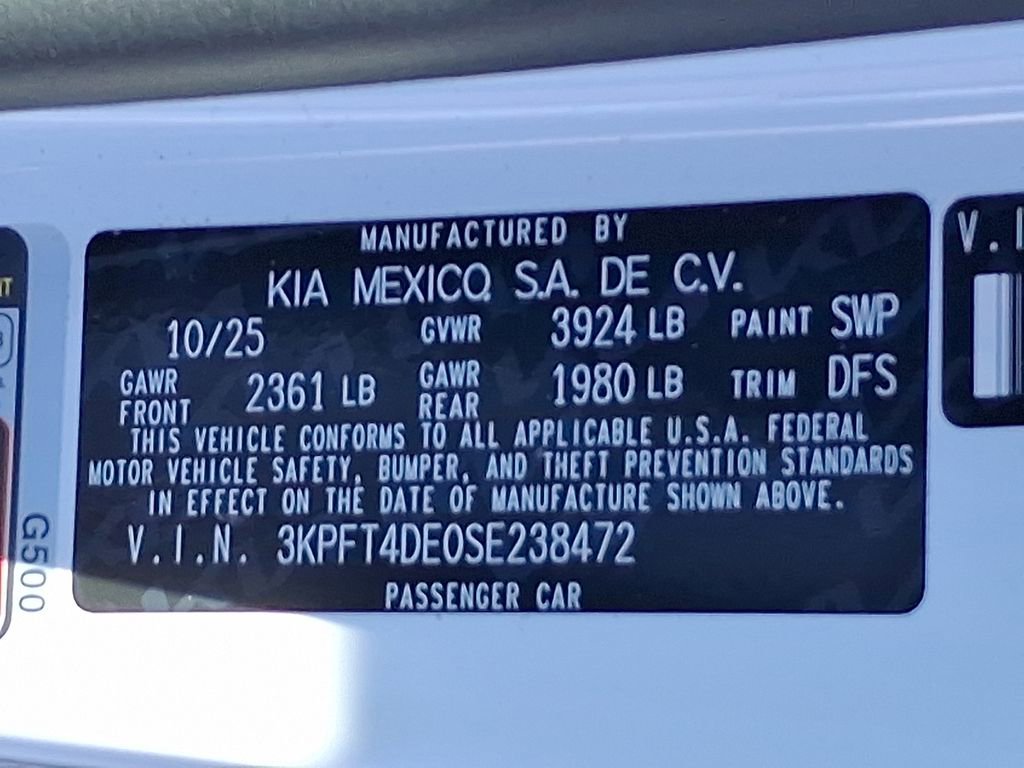 MANUFACTURED BY
KIA MEXICO, S.A. DE C.V.
10/25 GVWR 3924 LB PAINT SWP
GAWR FRONT 2361 LB GAWR REAR 1980 LB TRIM DFS
THIS VEHICLE CONFORMS TO ALL APPLICABLE U.S.A. FEDERAL
MOTOR VEHICLE SAFETY, BUMPER, AND THEFT PREVENTION STANDARDS
IN EFFECT ON THE DATE OF MANUFACTURE SHOWN ABOVE.
V.I.N. 3KPFT4DE0SE238472
PASSENGER CAR
G500
V.I